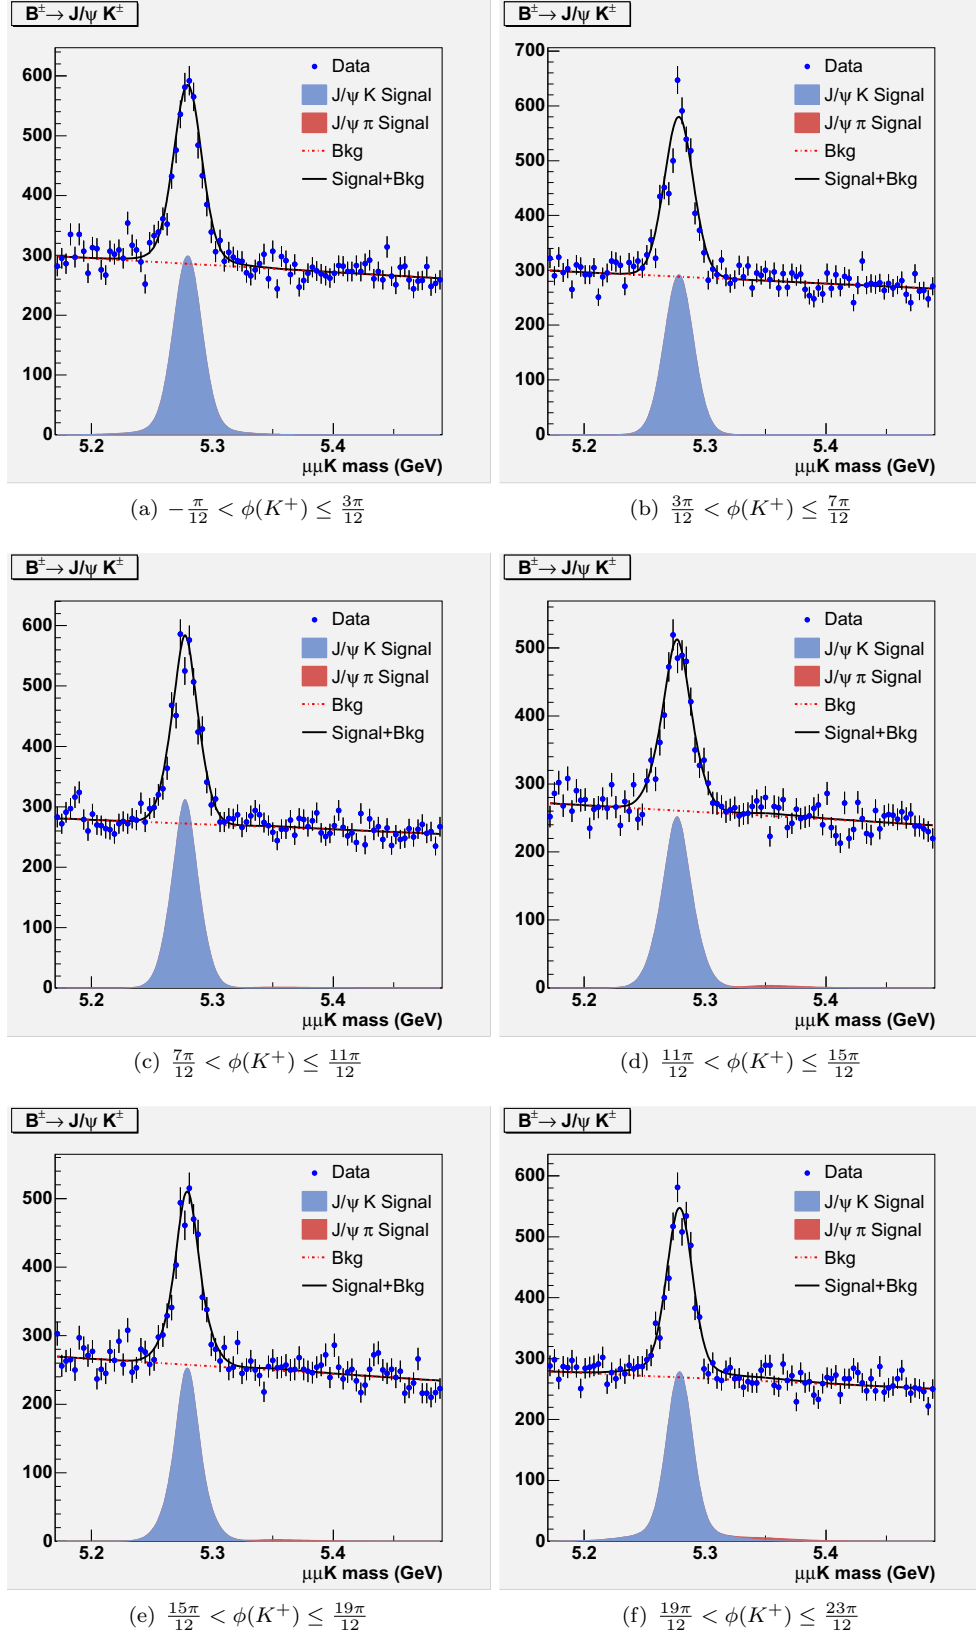 B± → J/ψ K±
600
500
400
300
200
100
0
5.2 5.3 5.4
μμK mass (GeV)
Data
J/ψ K Signal
J/ψ π Signal
Bkg
Signal+Bkg
(a) −π/12 < ϕ(K⁺) ≤ 3π/12
B± → J/ψ K±
700
600
500
400
300
200
100
0
5.2 5.3 5.4
μμK mass (GeV)
Data
J/ψ K Signal
J/ψ π Signal
Bkg
Signal+Bkg
(b) 3π/12 < ϕ(K⁺) ≤ 7π/12
B± → J/ψ K±
600
500
400
300
200
100
0
5.2 5.3 5.4
μμK mass (GeV)
Data
J/ψ K Signal
J/ψ π Signal
Bkg
Signal+Bkg
(c) 7π/12 < ϕ(K⁺) ≤ 11π/12
B± → J/ψ K±
500
400
300
200
100
0
5.2 5.3 5.4
μμK mass (GeV)
Data
J/ψ K Signal
J/ψ π Signal
Bkg
Signal+Bkg
(d) 11π/12 < ϕ(K⁺) ≤ 15π/12
B± → J/ψ K±
500
400
300
200
100
0
5.2 5.3 5.4
μμK mass (GeV)
Data
J/ψ K Signal
J/ψ π Signal
Bkg
Signal+Bkg
(e) 15π/12 < ϕ(K⁺) ≤ 19π/12
B± → J/ψ K±
600
500
400
300
200
100
0
5.2 5.3 5.4
μμK mass (GeV)
Data
J/ψ K Signal
J/ψ π Signal
Bkg
Signal+Bkg
(f) 19π/12 < ϕ(K⁺) ≤ 23π/12